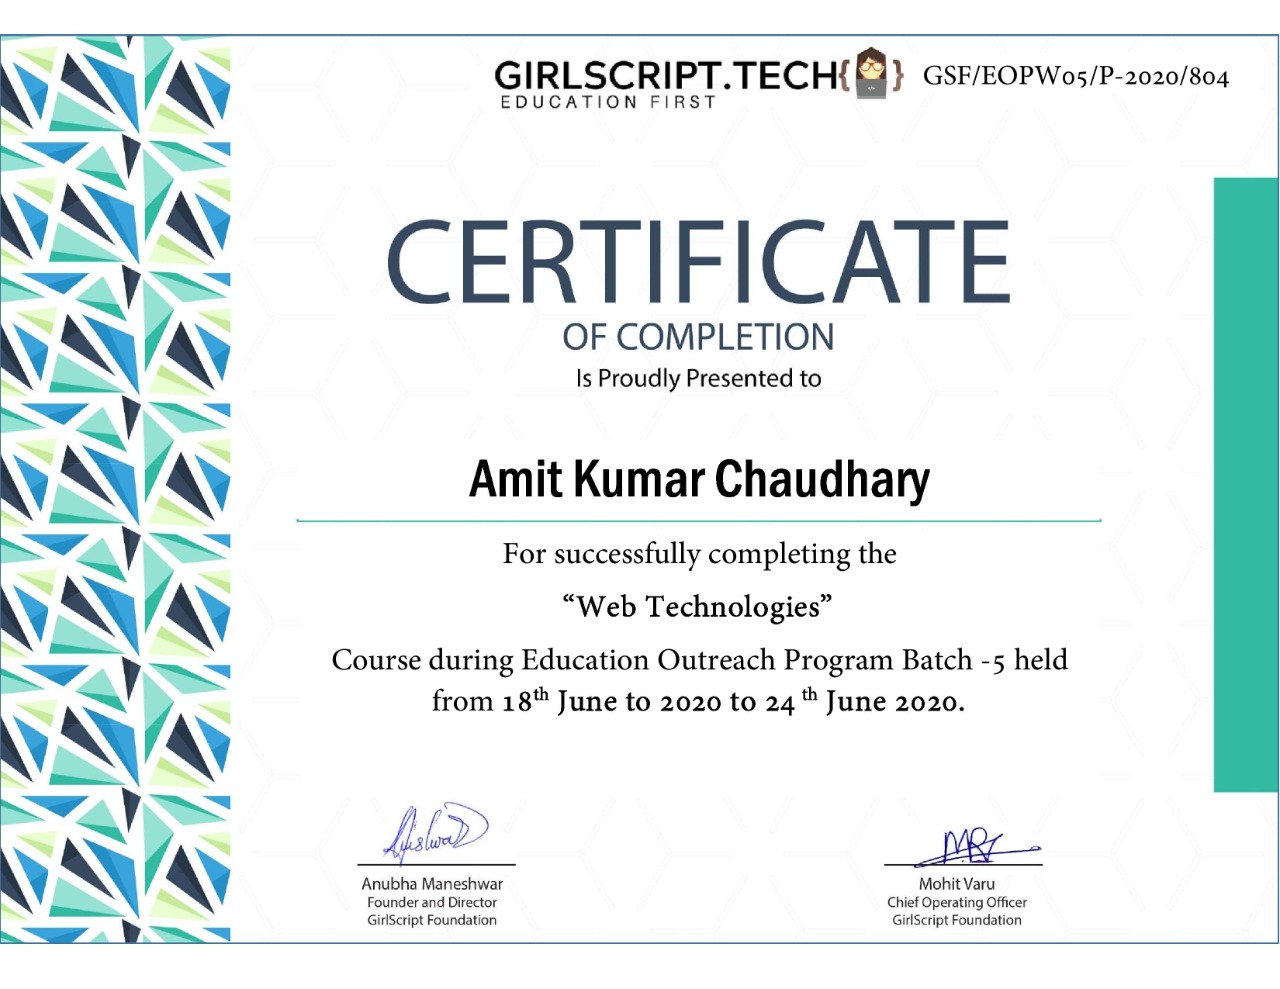 GIRLSCRIPT.TECH{ } GSF/EOPW05/P-2020/804
EDUCATION FIRST
CERTIFICATE
OF COMPLETION
Is Proudly Presented to
Amit Kumar Chaudhary
For successfully completing the
“Web Technologies”
Course during Education Outreach Program Batch -5 held
from 18th June to 2020 to 24 th June 2020.
Anubha Maneshwar
Founder and Director
GirlScript Foundation
Mohit Varu
Chief Operating Officer
GirlScript Foundation